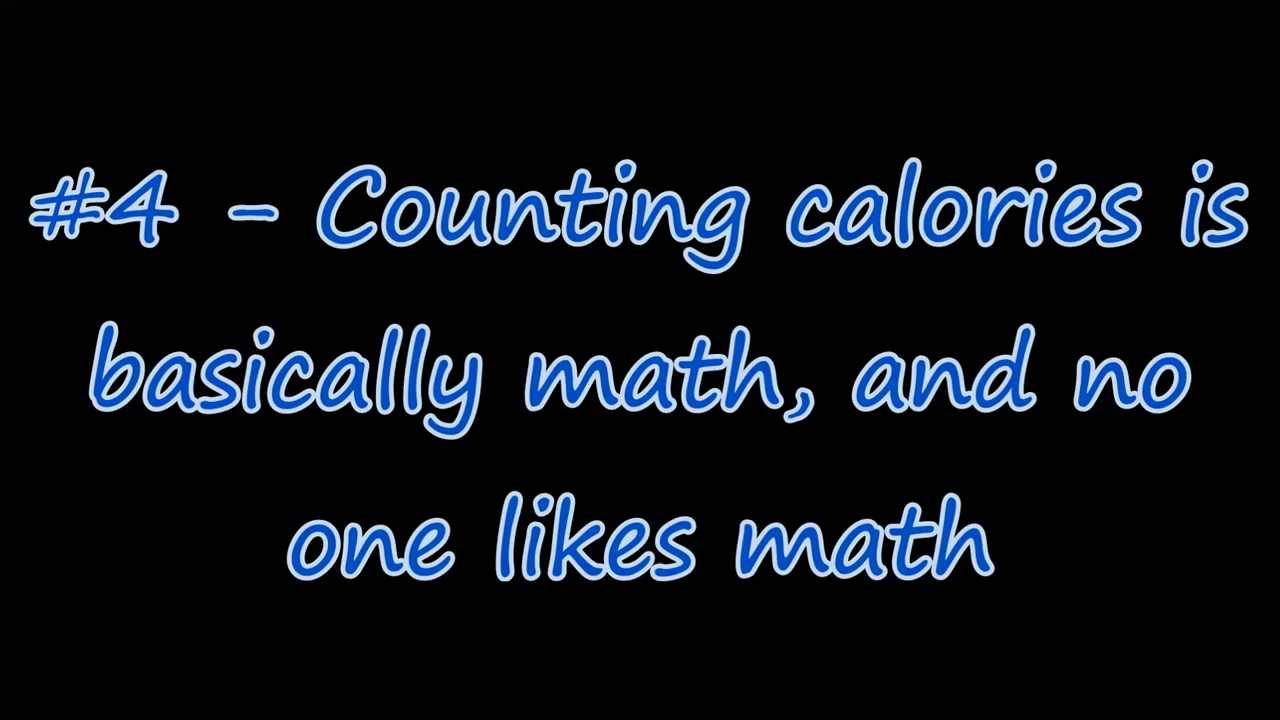 #4 - Counting calories is
basically math, and no
one likes math